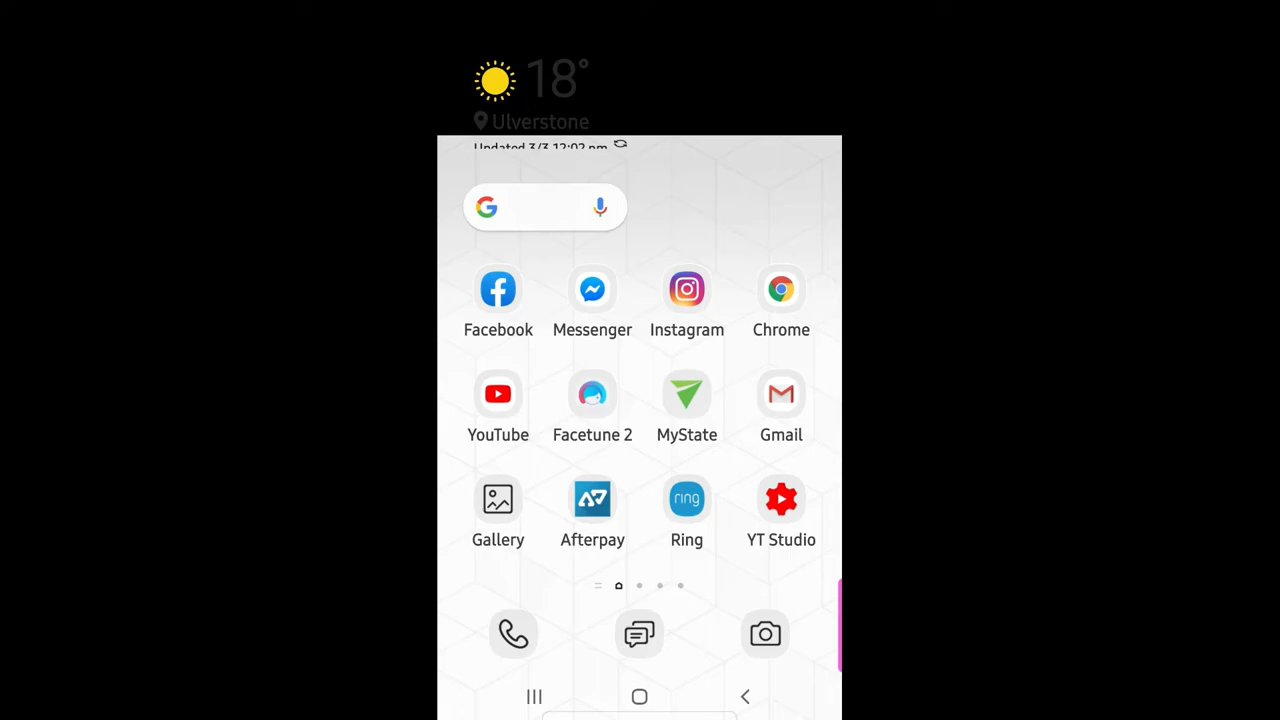 18°
Ulverstone
Updated 3/3 12:02 pm
Facebook Messenger Instagram Chrome
YouTube Facetune 2 MyState Gmail
ring
Gallery Afterpay Ring YT Studio